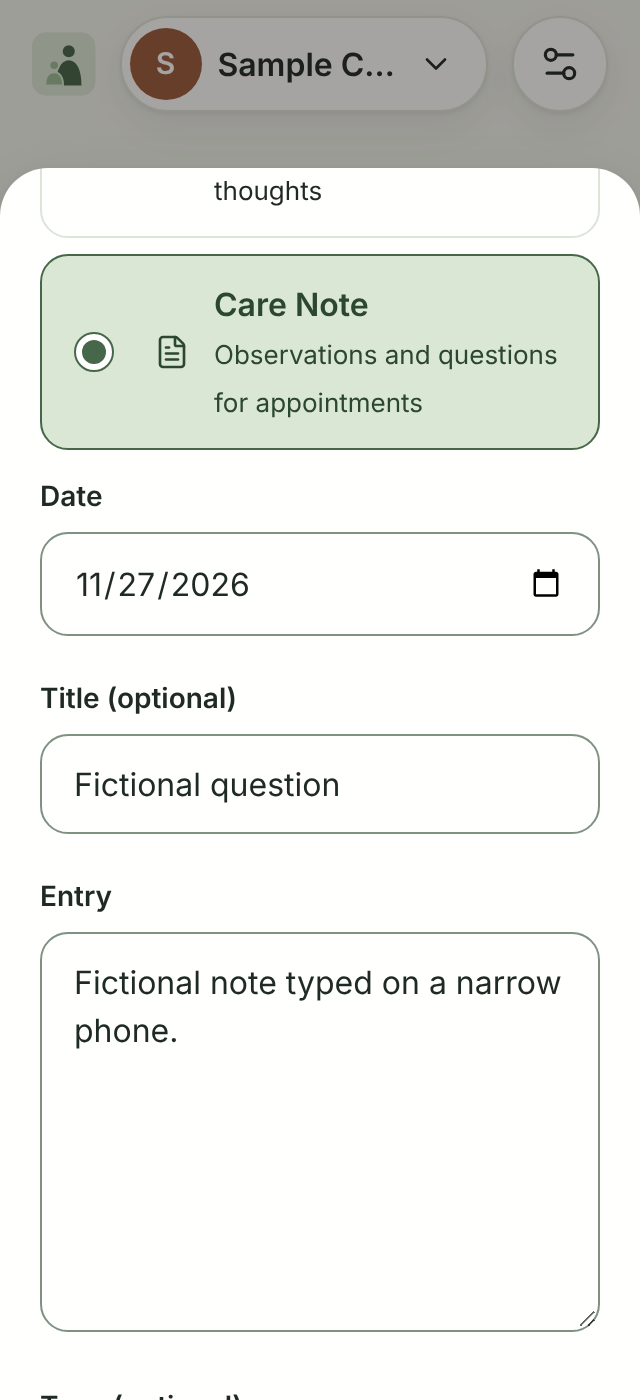 S
Sample C...
thoughts
Care Note
Observations and questions
for appointments
Date
11/27/2026
Title (optional)
Fictional question
Entry
Fictional note typed on a narrow
phone.